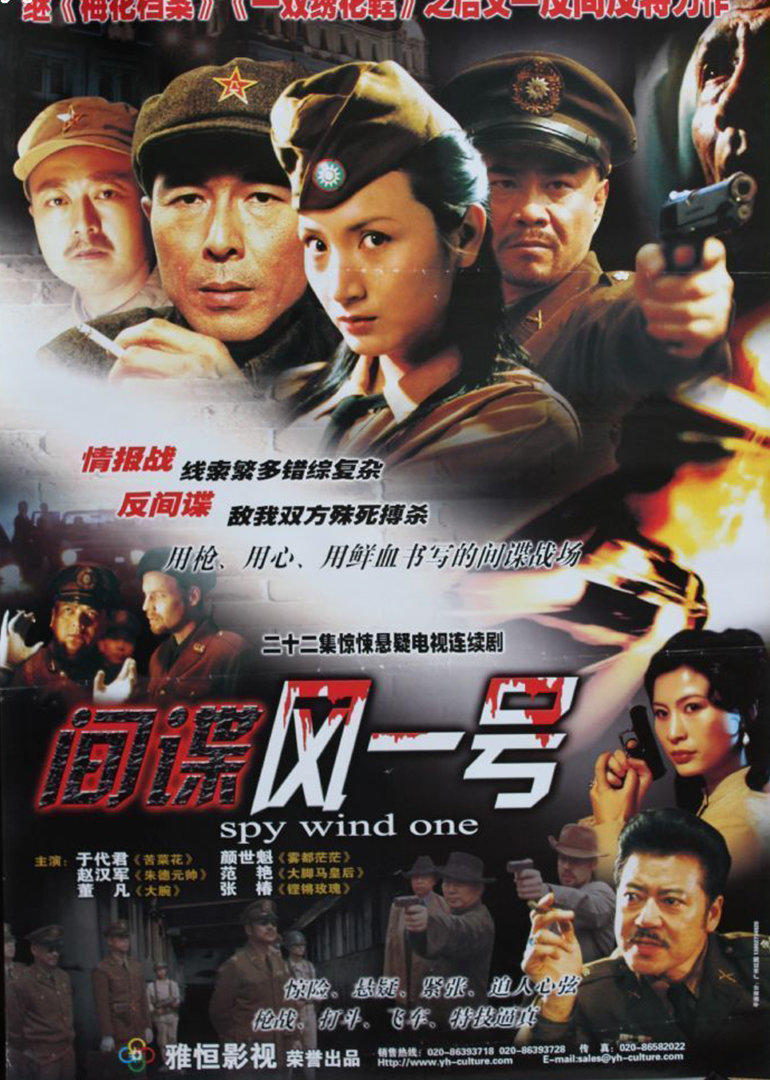 继《梅花档案》《一双绣花鞋》之后又一反间反特力作
情报战 线索繁多错综复杂
反间谍 敌我双方殊死搏杀
用枪、用心、用鲜血书写的间谍战场
二十二集惊悚悬疑电视连续剧
间谍风一号
spy wind one
主演：于代君《苦菜花》 颜世魁《雾都茫茫》
赵汉军《朱德元帅》 范艳《大脚马皇后》
董凡《大腕》 张椿《铿锵玫瑰》
惊险、悬疑、紧张、迫人心弦
枪战、打斗、飞车、特技逼真
雅恒影视 荣誉出品
销售热线：020-86393718 020-86393728 传真：020-86582022
Http://www.yh-culture.com E-mail:sales@yh-culture.com